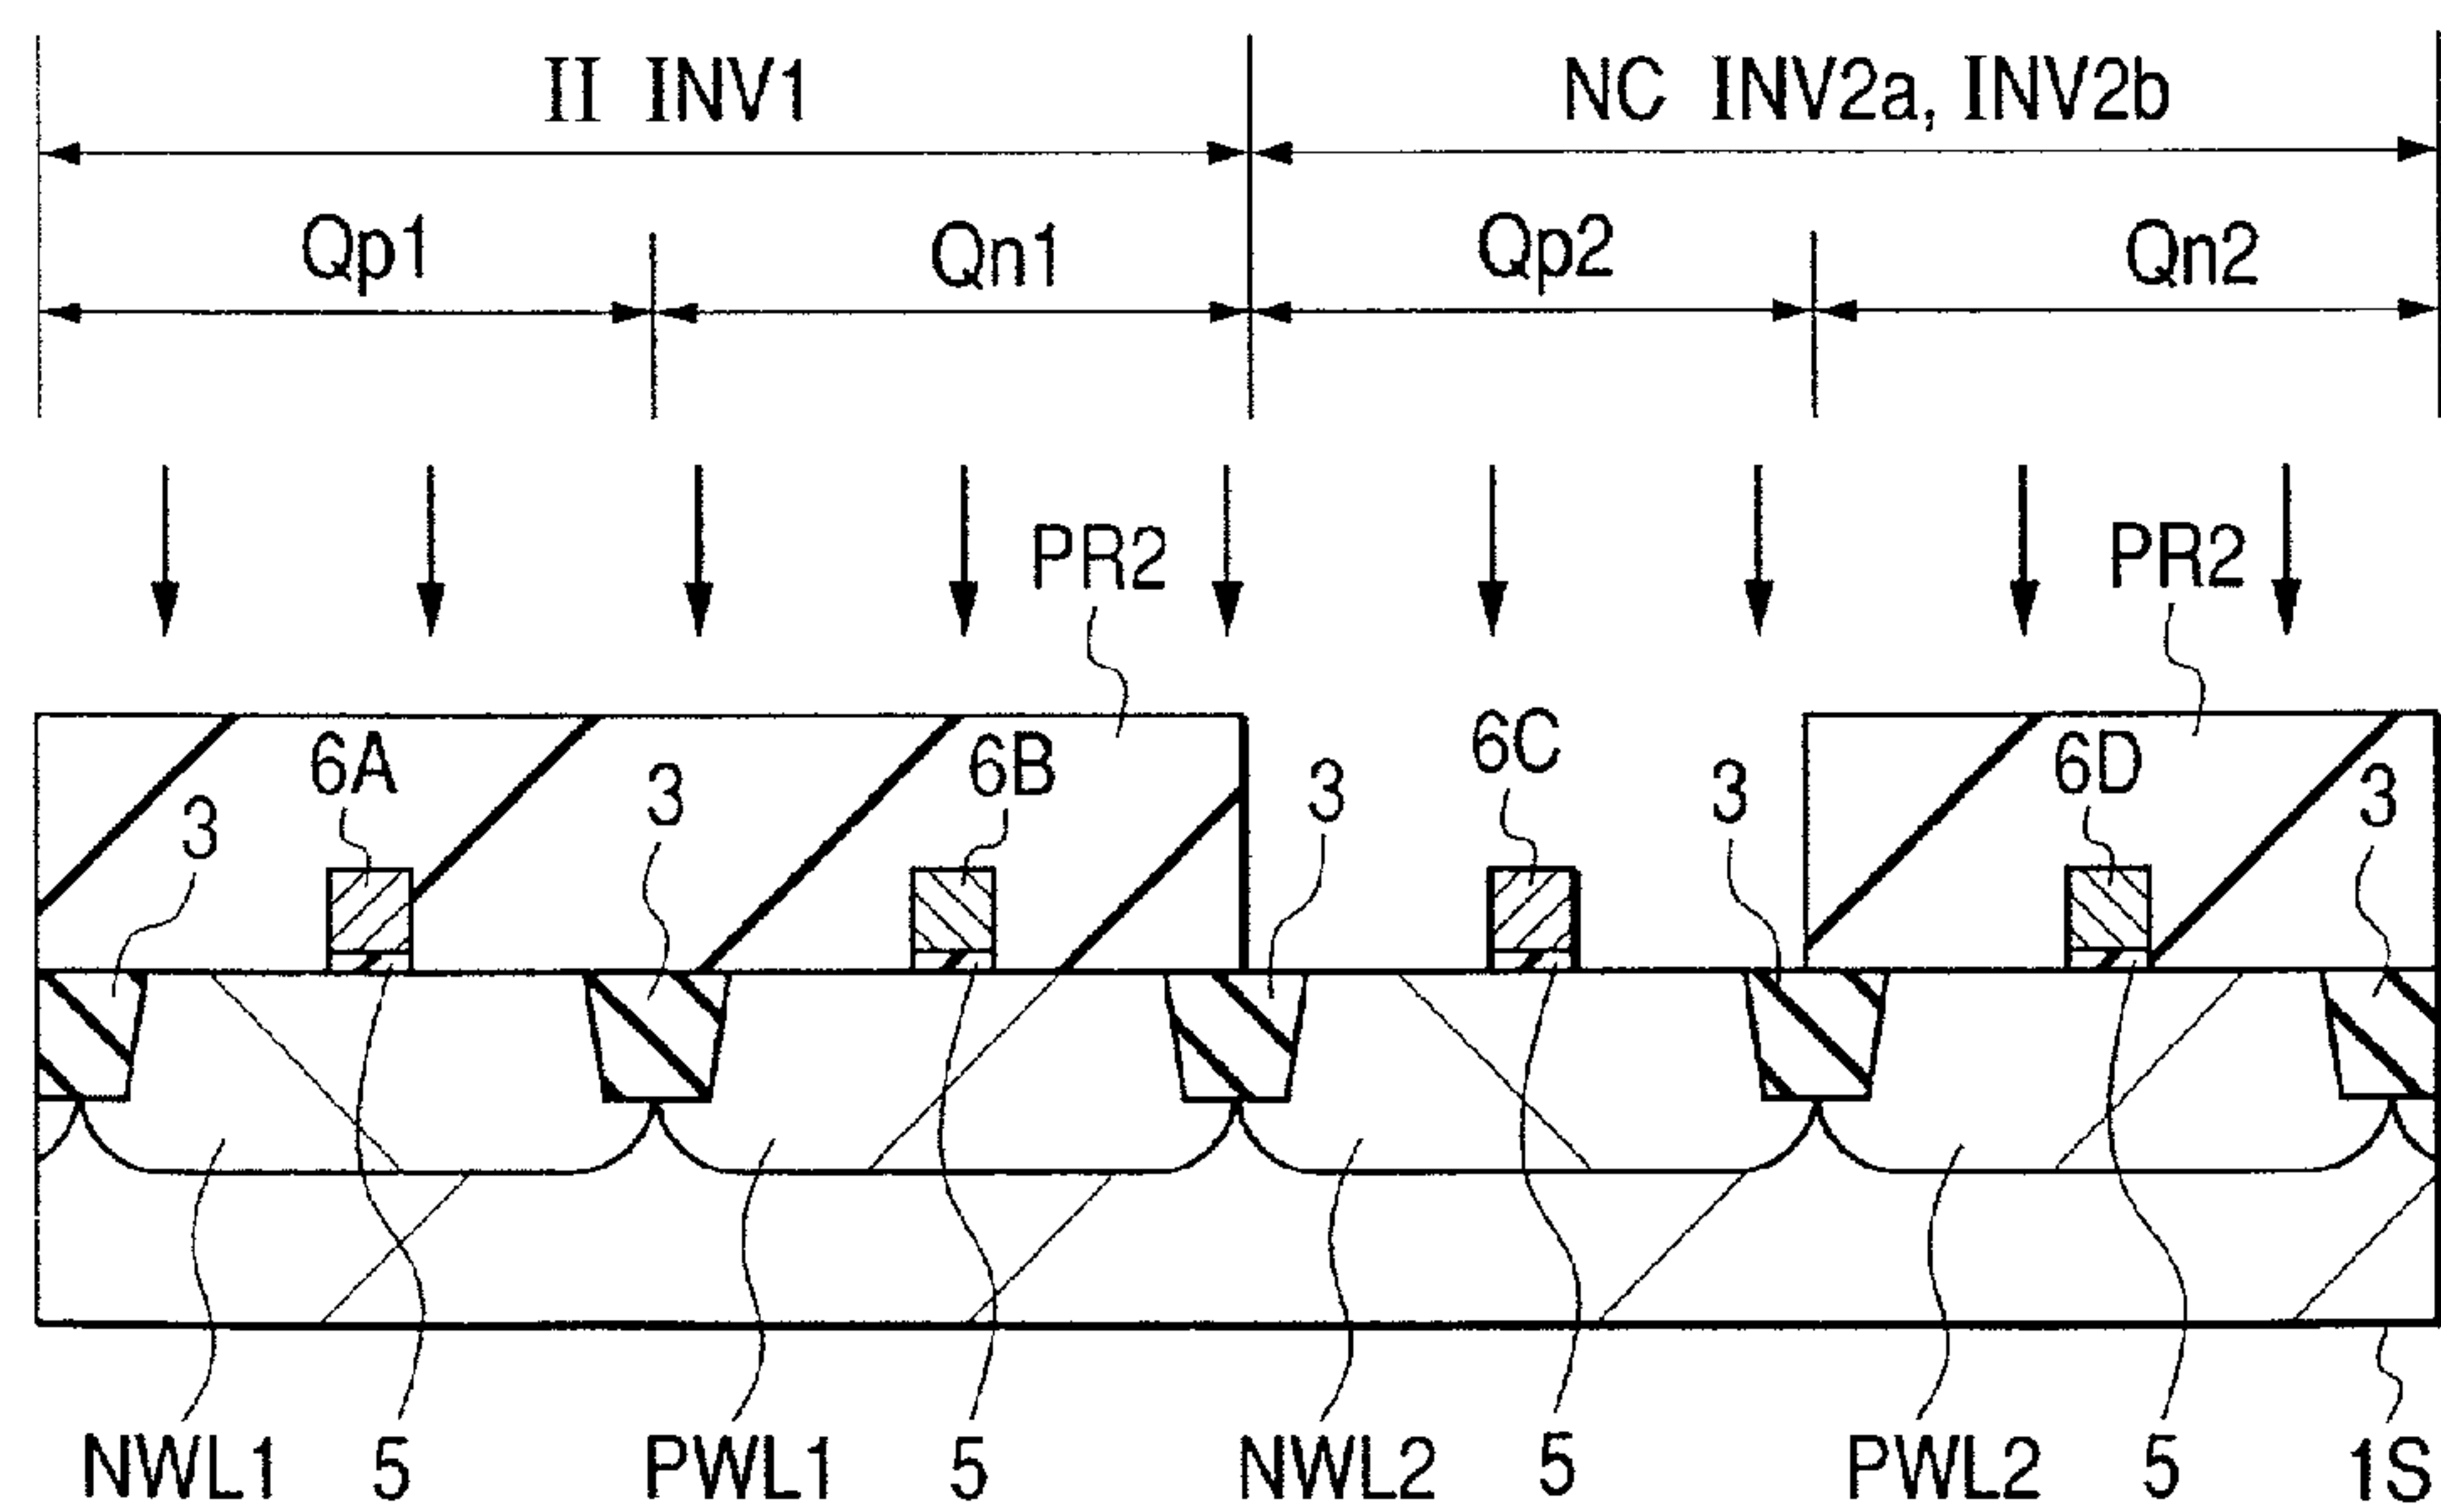 II INV1 NC INV2a, INV2b
Qp1 Qn1 Qp2 Qn2
PR2 PR2
6A 6B 6C 6D
3 3 3 3 3
NWL1 5 PWL1 5 NWL2 5 PWL2 5 1S